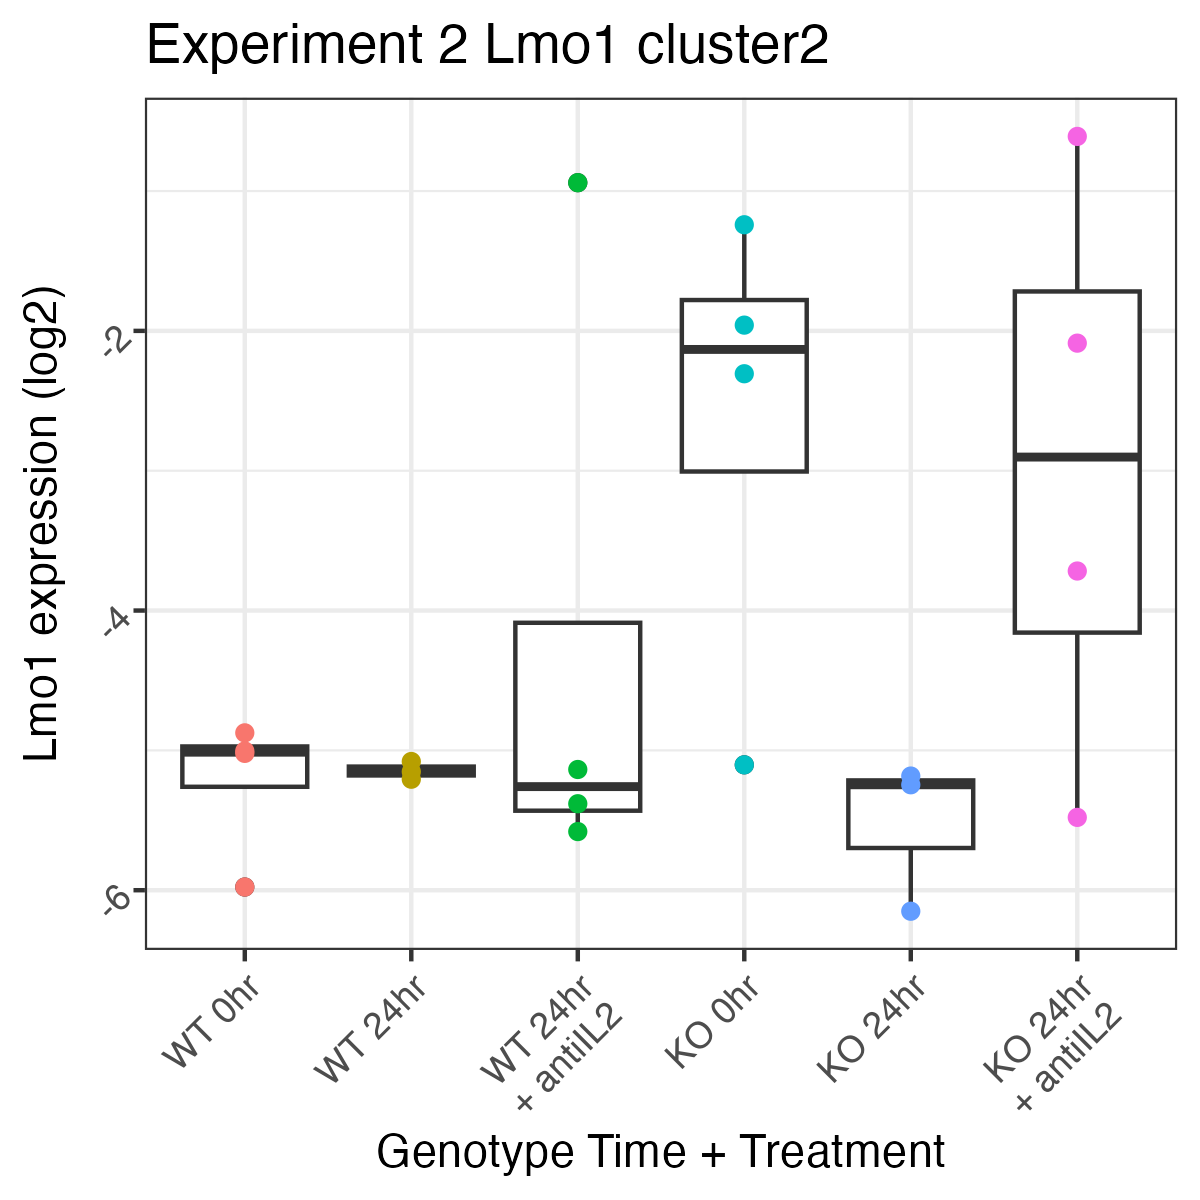 Experiment 2 Lmo1 cluster2
Lmo1 expression (log2)
-2
-4
-6
WT 0hr
WT 24hr
WT 24hr
+ antiIL2
KO 0hr
KO 24hr
KO 24hr
+ antiIL2
Genotype Time + Treatment